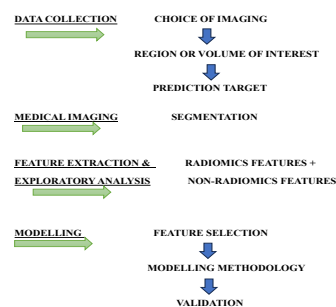 DATA COLLECTION
CHOICE OF IMAGING
REGION OR VOLUME OF INTEREST
PREDICTION TARGET
MEDICAL IMAGING
SEGMENTATION
FEATURE EXTRACTION &
RADIOMICS FEATURES +
EXPLORATORY ANALYSIS
NON-RADIOMICS FEATURES
MODELLING
FEATURE SELECTION
MODELLING METHODOLOGY
VALIDATION